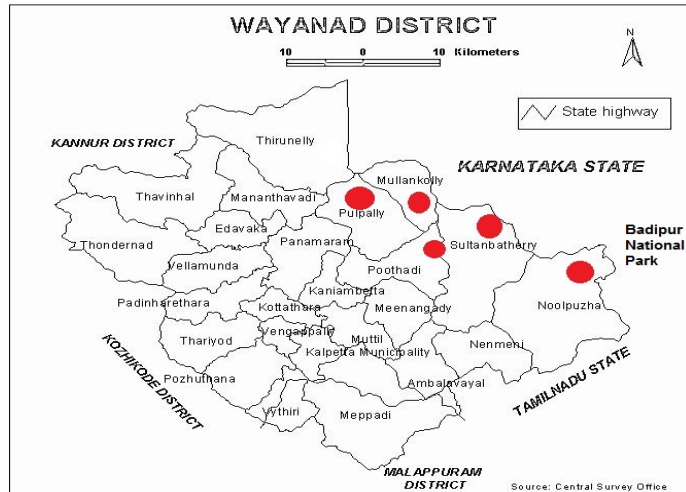 WAYANAD DISTRICT
10 0 10 Kilometers
N
State highway
KANNUR DISTRICT
Thirunelly
KARNATAKA STATE
Mullankolly
Thavinhal
Mananthavadi
Pulpally
Edavaka
Panamaram
Sultanbatherry
Badipur
National
Park
Thondernad
Vellamunda
Poothadi
Kaniambetta
Padinharethara
Kottathara
Meenangady
Noolpuzha
Vengappally
Thariyod
Muttil
Nenmeni
Kalpetta Municipality
Pozhuthana
Ambalavayal
KOZHIKODE DISTRICT
TAMILNADU STATE
Vythiri
Meppadi
MALAPPURAM
DISTRICT
Source: Central Survey Office